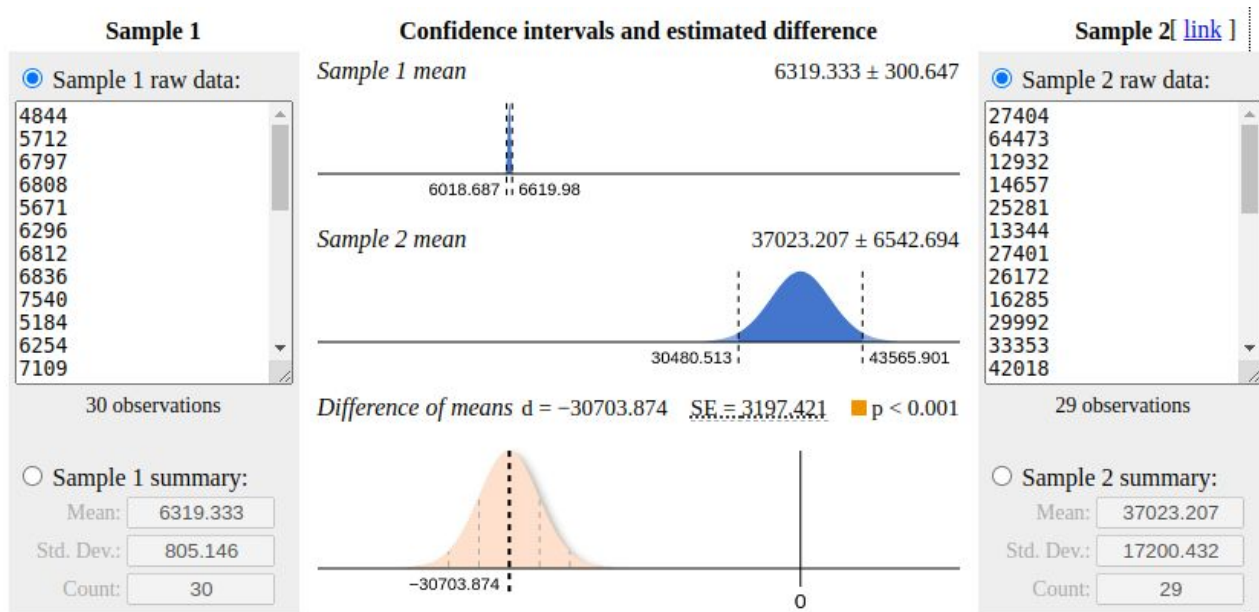 Sample 1
Sample 1 raw data:
4844
5712
6797
6808
5671
6296
6812
6836
7540
5184
6254
7109
30 observations
Sample 1 summary:
Mean: 6319.333
Std. Dev.: 805.146
Count: 30
Confidence intervals and estimated difference
Sample 1 mean 6319.333 ± 300.647
6018.687 6619.98
Sample 2 mean 37023.207 ± 6542.694
30480.513 43565.901
Difference of means d = −30703.874 SE = 3197.421 p < 0.001
−30703.874
0
Sample 2[ link ]
Sample 2 raw data:
27404
64473
12932
14657
25281
13344
27401
26172
16285
29992
33353
42018
29 observations
Sample 2 summary:
Mean: 37023.207
Std. Dev.: 17200.432
Count: 29